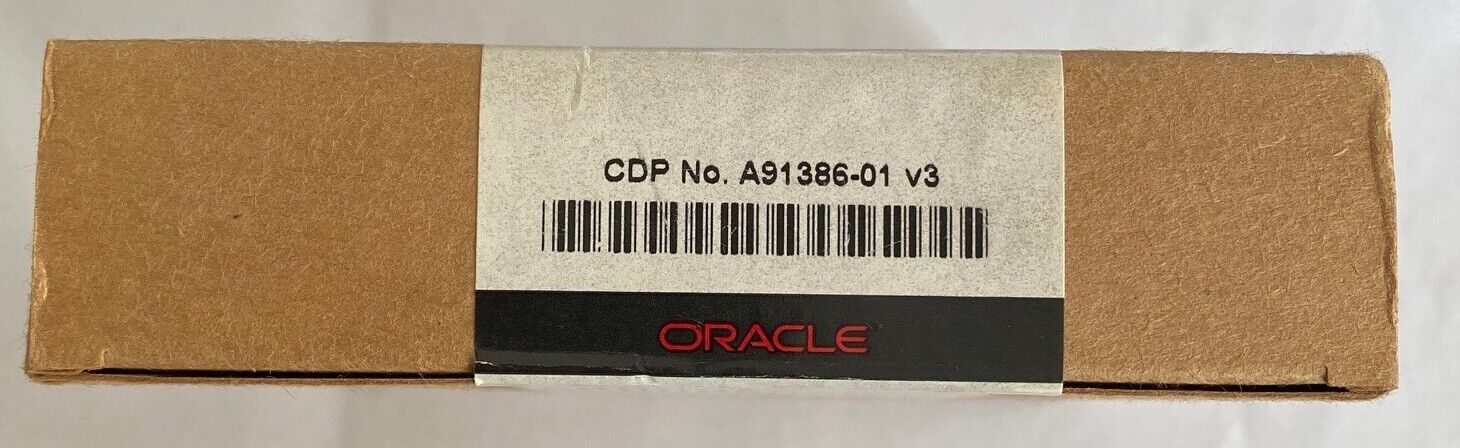 CDP No. A91386-01 v3
ORACLE